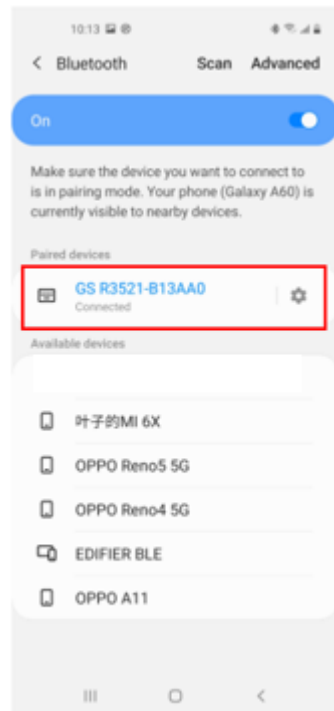 10:13
< Bluetooth Scan Advanced
On
Make sure the device you want to connect to
is in pairing mode. Your phone (Galaxy A60) is
currently visible to nearby devices.
Paired devices
GS R3521-B13AA0
Connected
Available devices
叶子的MI 6X
OPPO Reno5 5G
OPPO Reno4 5G
EDIFIER BLE
OPPO A11